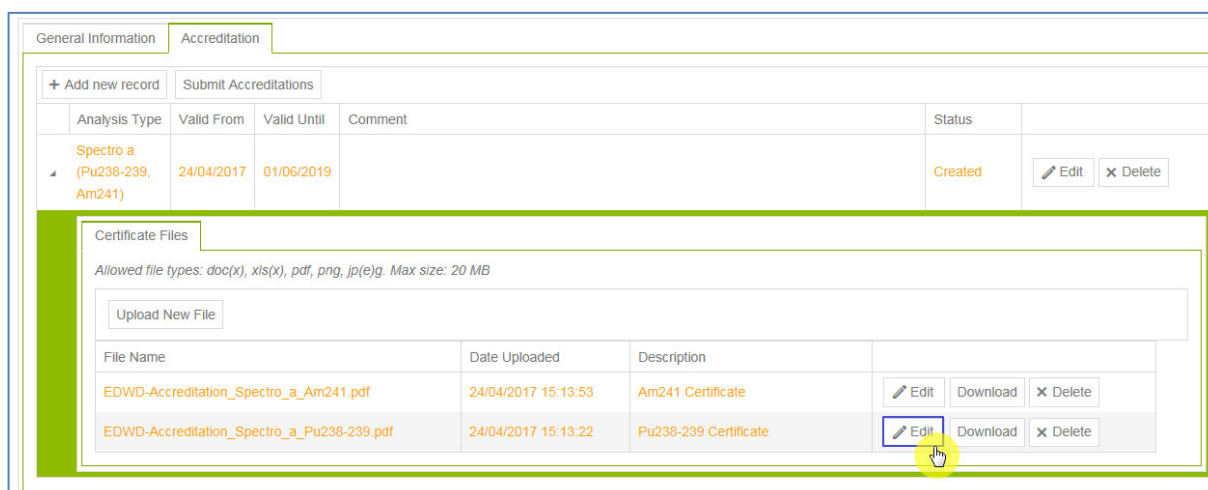 General Information Accreditation
+ Add new record Submit Accreditations
Analysis Type Valid From Valid Until Comment Status
Spectro a
(Pu238-239, 24/04/2017 01/06/2019 Created Edit × Delete
Am241)
Certificate Files
Allowed file types: doc(x), xls(x), pdf, png, jp(e)g. Max size: 20 MB
Upload New File
File Name Date Uploaded Description
EDWD-Accreditation_Spectro_a_Am241.pdf 24/04/2017 15:13:53 Am241 Certificate Edit Download × Delete
EDWD-Accreditation_Spectro_a_Pu238-239.pdf 24/04/2017 15:13:22 Pu238-239 Certificate Edit Download × Delete